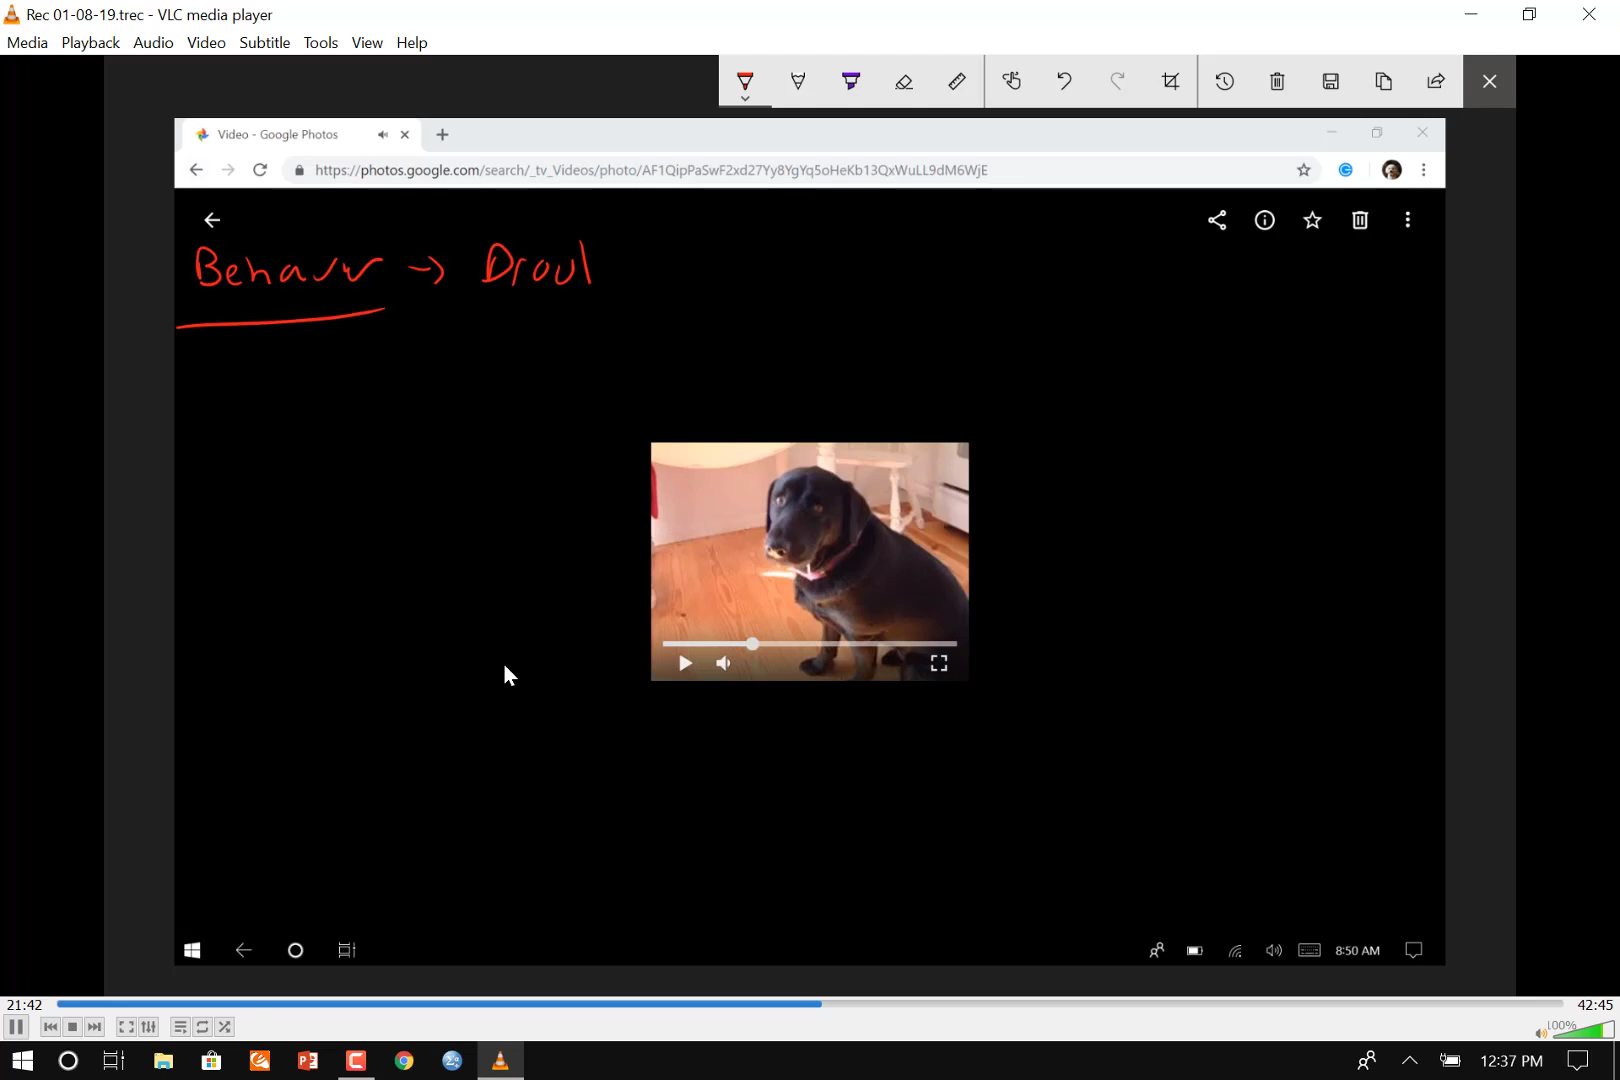 Rec 01-08-19.trec - VLC media player
Media Playback Audio Video Subtitle Tools View Help
Video - Google Photos
https://photos.google.com/search/_tv_Videos/photo/AF1QipPaSwF2xd27Yy8YgYq5oHeKb13QxWuLL9dM6WjE
Behavur → Droul
8:50 AM
21:42 42:45
100%
12:37 PM